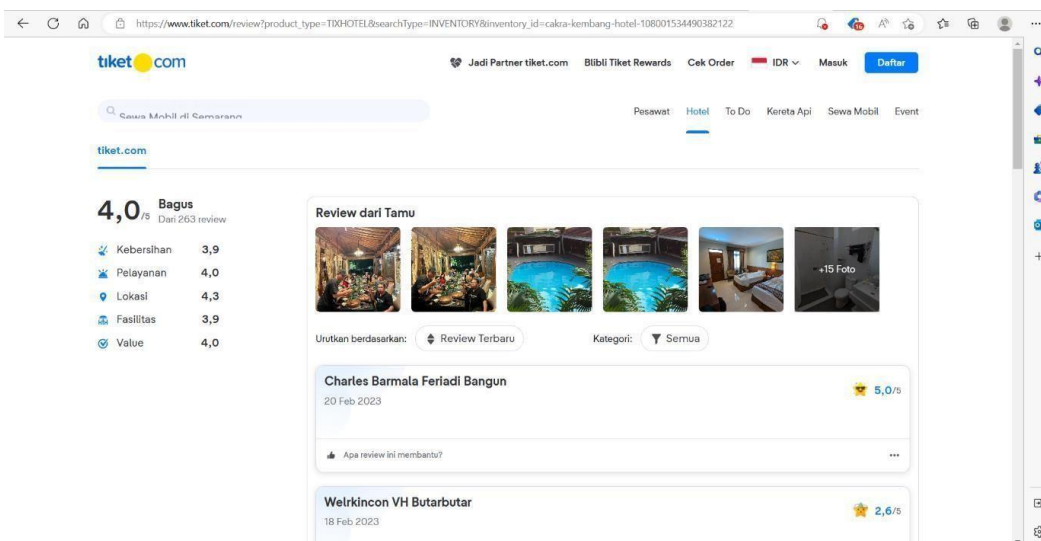 https://www.tiket.com/review?product_type=TIXHOTEL&searchType=INVENTORY&inventory_id=cakra-kembang-hotel-108001534490382122
tiket com
Jadi Partner tiket.com Blibli Tiket Rewards Cek Order IDR Masuk Daftar
Sewa Mobil di Semarang
Pesawat Hotel To Do Kereta Api Sewa Mobil Event
tiket.com
4,0/5 Bagus
Dari 263 review
Kebersihan 3,9
Pelayanan 4,0
Lokasi 4,3
Fasilitas 3,9
Value 4,0
Review dari Tamu
+15 Foto
Urutkan berdasarkan: Review Terbaru Kategori: Semua
Charles Barmala Feriadi Bangun
20 Feb 2023
5,0/5
Apa review ini membantu?
Welrkincon VH Butarbutar
18 Feb 2023
2,6/5